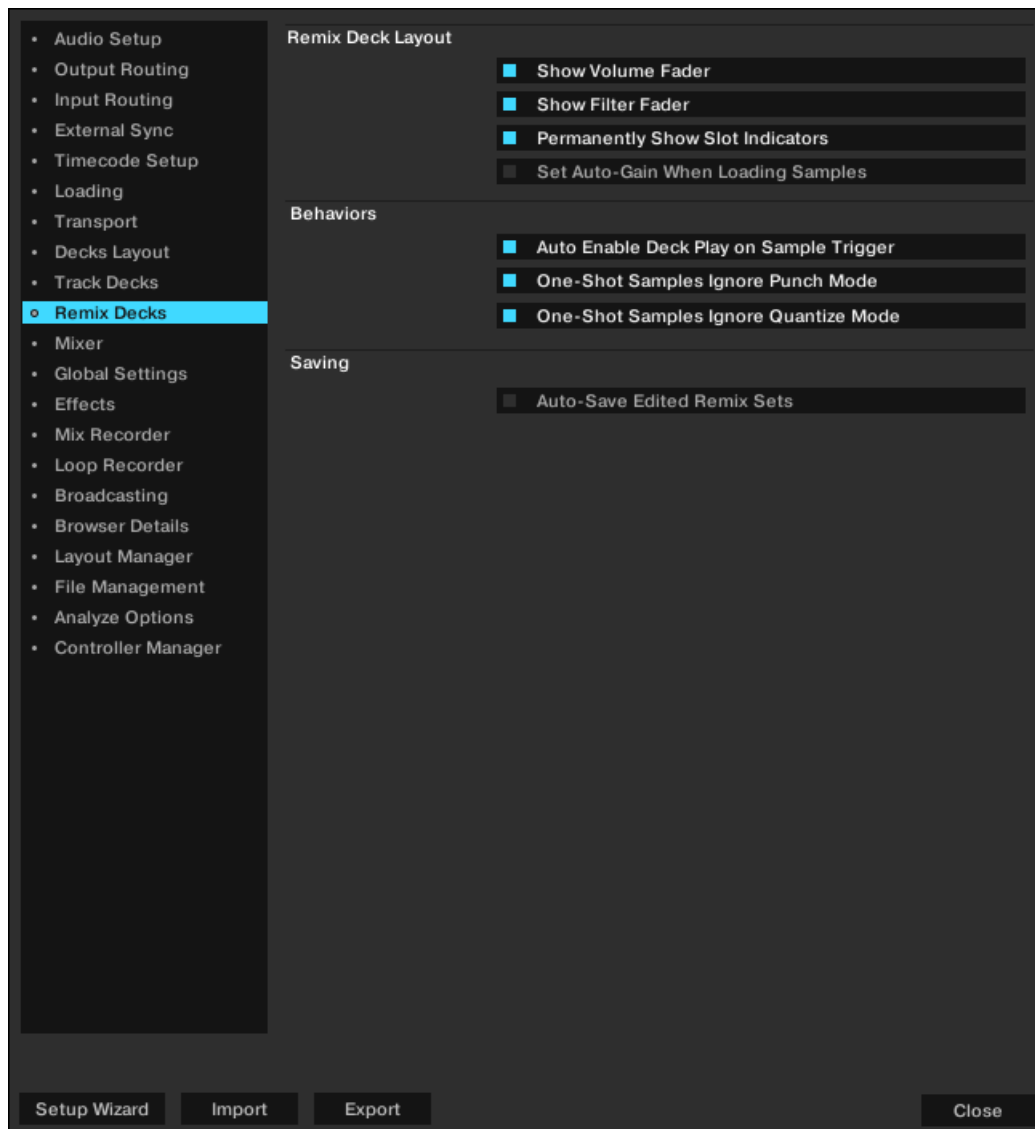 Audio Setup
Output Routing
Input Routing
External Sync
Timecode Setup
Loading
Transport
Decks Layout
Track Decks
Remix Decks
Mixer
Global Settings
Effects
Mix Recorder
Loop Recorder
Broadcasting
Browser Details
Layout Manager
File Management
Analyze Options
Controller Manager
Remix Deck Layout
Show Volume Fader
Show Filter Fader
Permanently Show Slot Indicators
Set Auto-Gain When Loading Samples
Behaviors
Auto Enable Deck Play on Sample Trigger
One-Shot Samples Ignore Punch Mode
One-Shot Samples Ignore Quantize Mode
Saving
Auto-Save Edited Remix Sets
Setup Wizard
Import
Export
Close